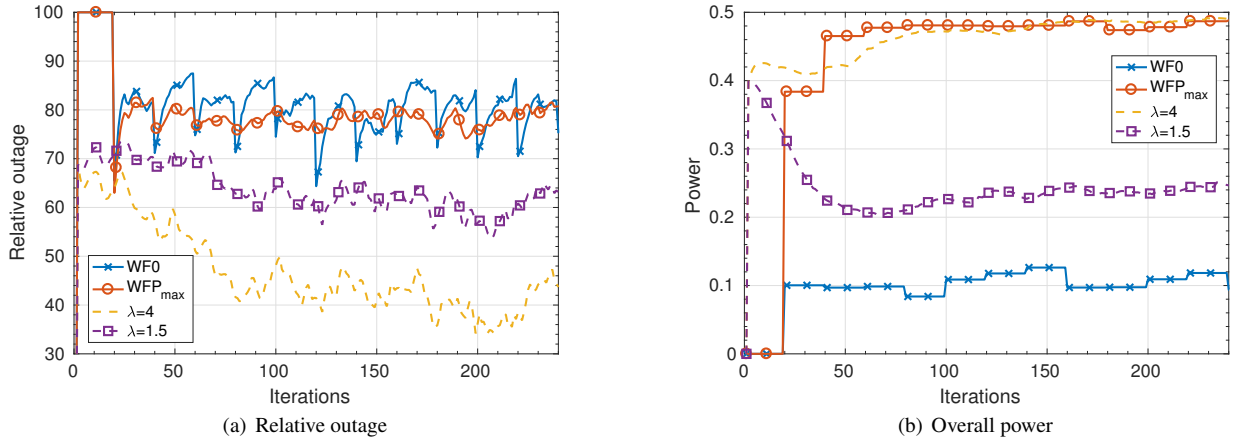 100
90
80
70
60
50
40
30
0
50
100
150
200
Relative outage
Iterations
WF0
WFPmax
λ=4
λ=1.5
(a) Relative outage
0.5
0.4
0.3
0.2
0.1
0
0
50
100
150
200
Power
Iterations
WF0
WFPmax
λ=4
λ=1.5
(b) Overall power